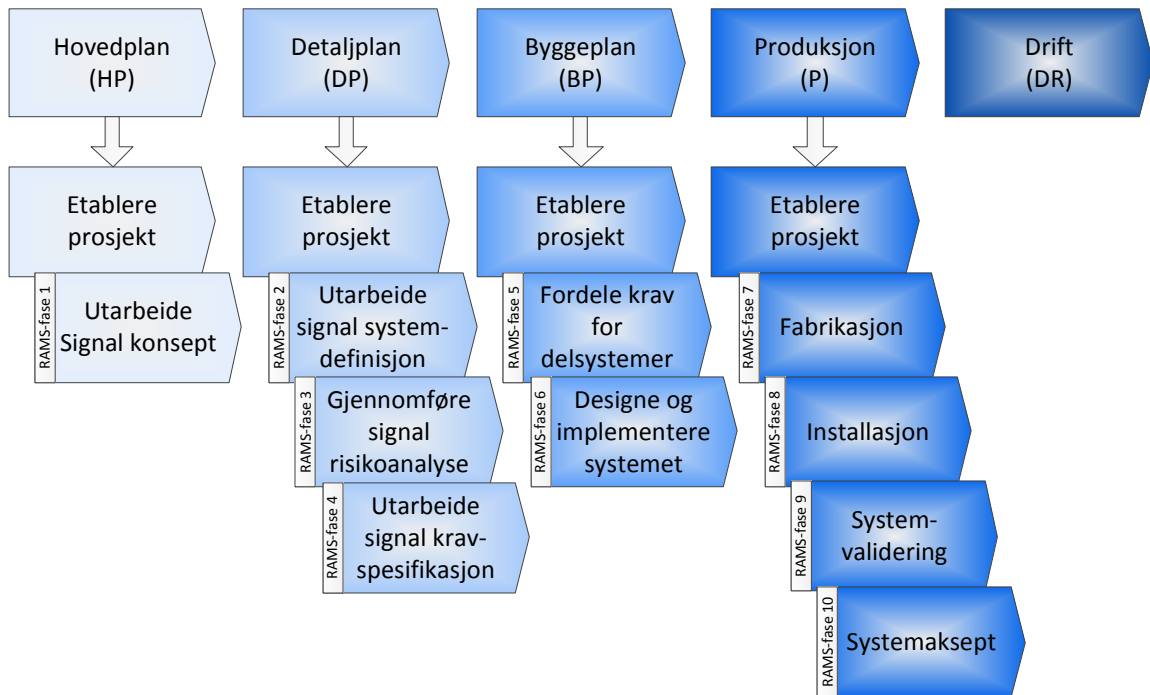 Hovedplan
(HP)
Detaljplan
(DP)
Byggeplan
(BP)
Produksjon
(P)
Drift
(DR)
Etablere
prosjekt
RAMS-fase 1
Utarbeide
Signal konsept
Etablere
prosjekt
RAMS-fase 2
Utarbeide
signal system-
definisjon
RAMS-fase 3
Gjennomføre
signal
risikoanalyse
RAMS-fase 4
Utarbeide
signal krav-
spesifikasjon
Etablere
prosjekt
RAMS-fase 5
Fordele krav
for
delsystemer
RAMS-fase 6
Designe og
implementere
systemet
Etablere
prosjekt
RAMS-fase 7
Fabrikasjon
RAMS-fase 8
Installasjon
RAMS-fase 9
System-
validering
RAMS-fase 10
Systemaksept